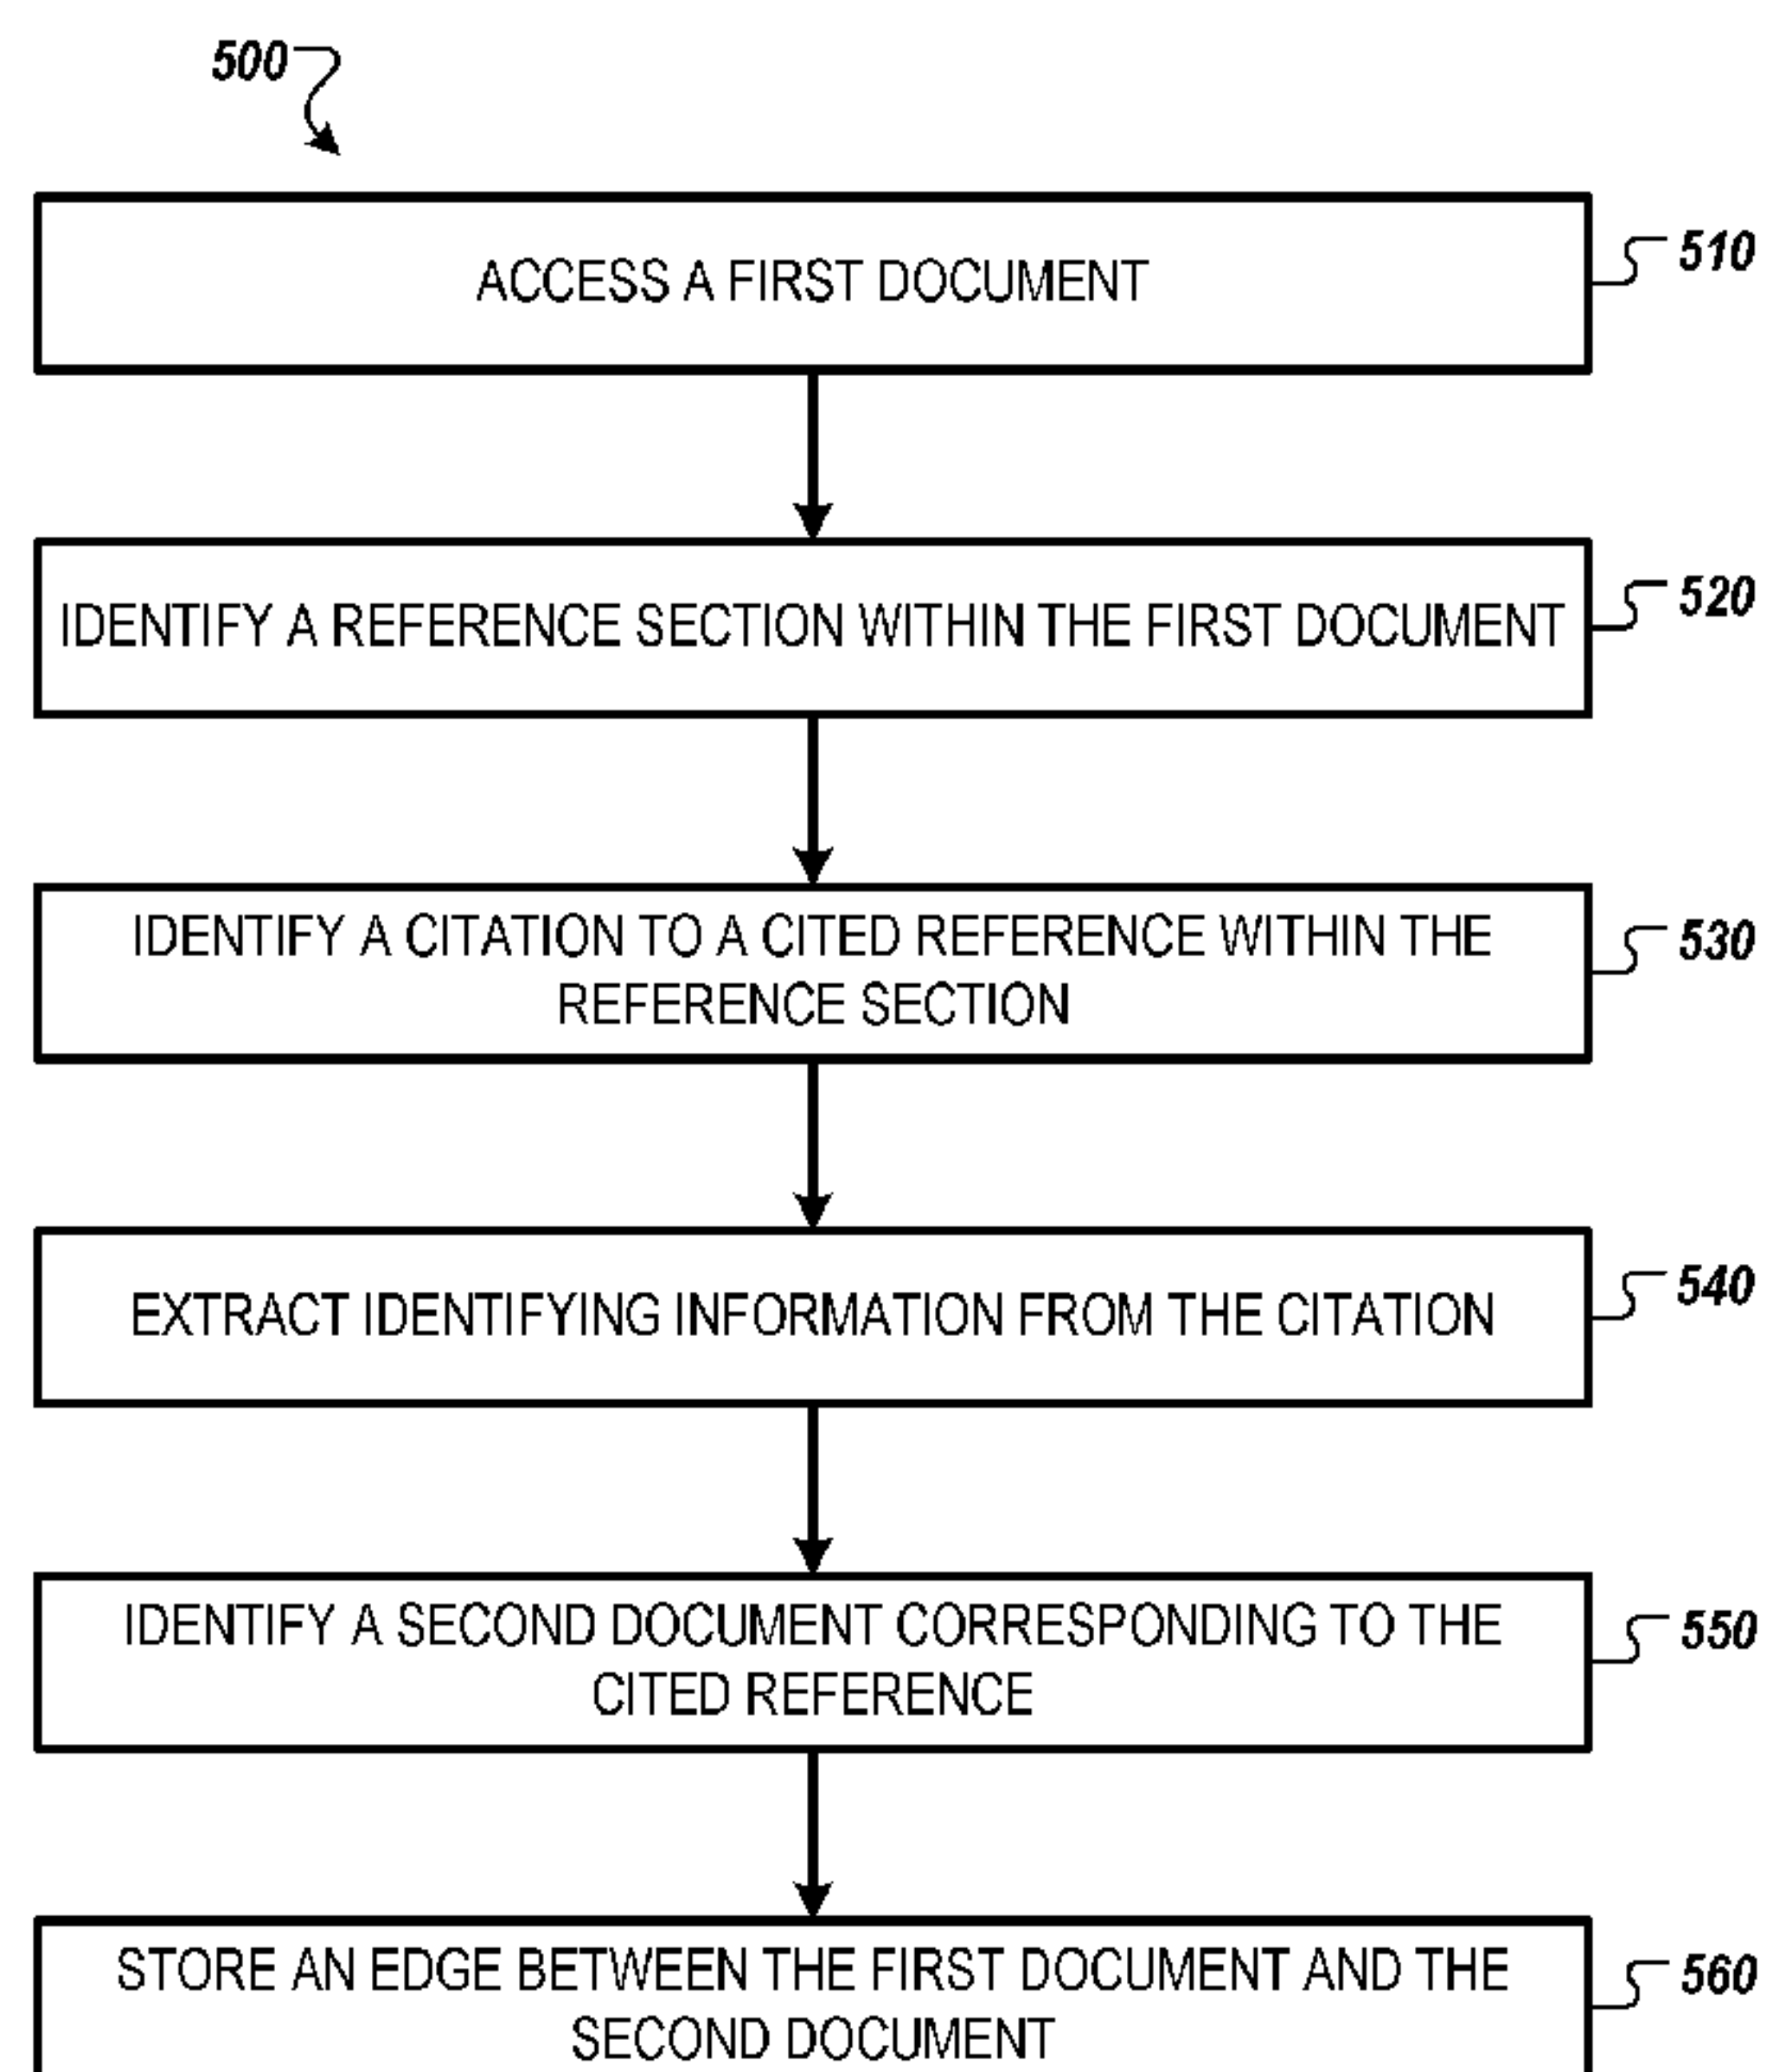 500
ACCESS A FIRST DOCUMENT
510
IDENTIFY A REFERENCE SECTION WITHIN THE FIRST DOCUMENT
520
IDENTIFY A CITATION TO A CITED REFERENCE WITHIN THE
REFERENCE SECTION
530
EXTRACT IDENTIFYING INFORMATION FROM THE CITATION
540
IDENTIFY A SECOND DOCUMENT CORRESPONDING TO THE
CITED REFERENCE
550
STORE AN EDGE BETWEEN THE FIRST DOCUMENT AND THE
SECOND DOCUMENT
560